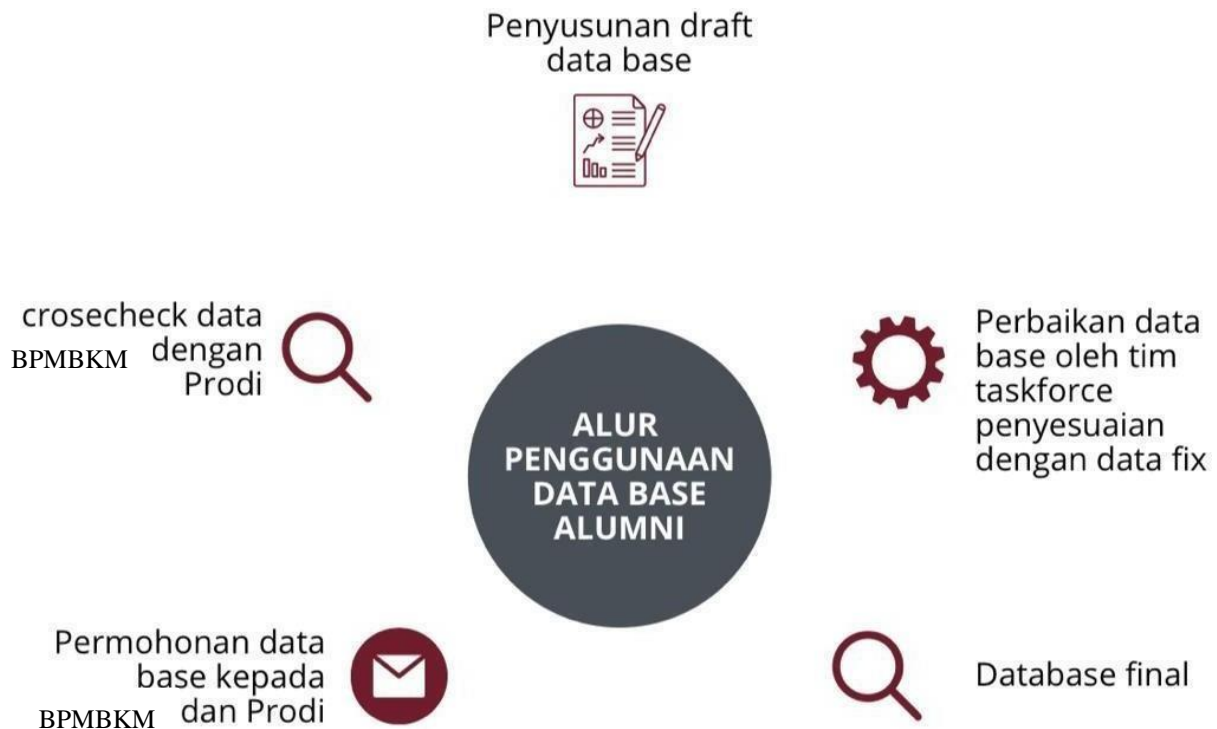 Penyusunan draft
data base
crosecheck data
BPMBKM dengan
Prodi
Perbaikan data
base oleh tim
taskforce
penyesuaian
dengan data fix
ALUR
PENGGUNAAN
DATA BASE
ALUMNI
Permohonan data
base kepada
BPMBKM dan Prodi
Database final